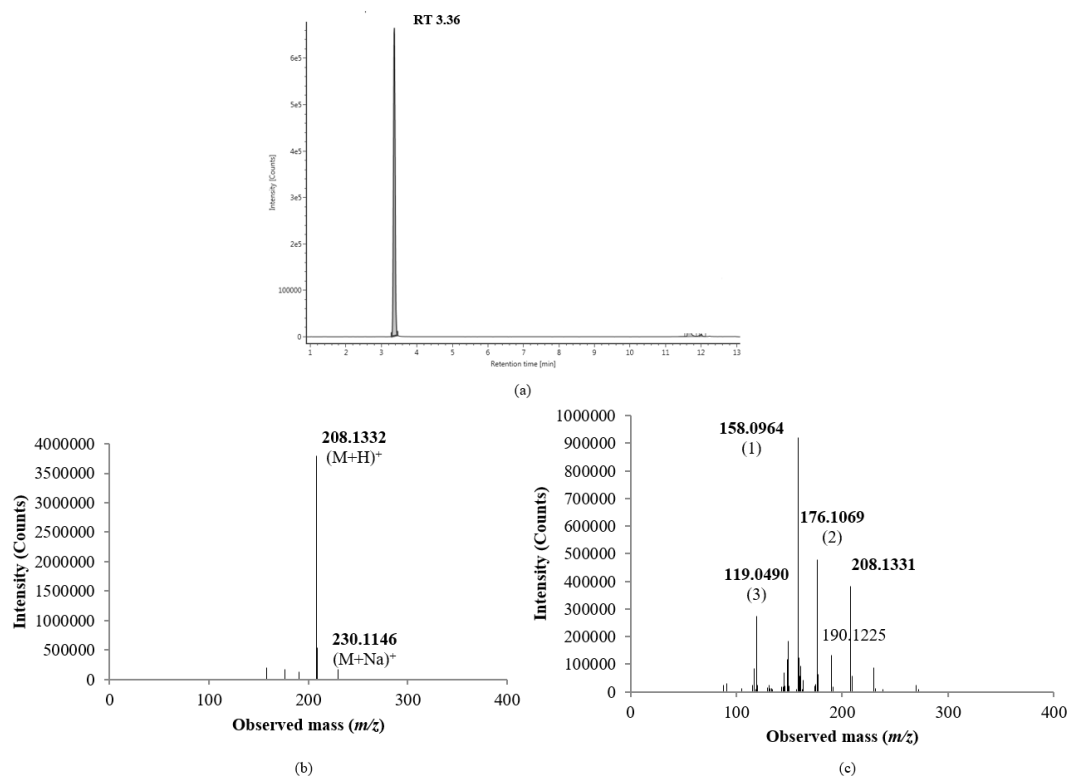 RT 3.36
6e5
5e5
4e5
3e5
2e5
100000
0
Intensity [Counts]
1 2 3 4 5 6 7 8 9 10 11 12 13
Retention time [min]
(a)
4000000
3500000
3000000
2500000
2000000
1500000
1000000
500000
0
Intensity (Counts)
208.1332
(M+H)+
230.1146
(M+Na)+
0 100 200 300 400
Observed mass (m/z)
(b)
1000000
900000
800000
700000
600000
500000
400000
300000
200000
100000
0
Intensity (Counts)
158.0964
(1)
176.1069
(2)
208.1331
119.0490
(3)
190.1225
0 100 200 300 400
Observed mass (m/z)
(c)